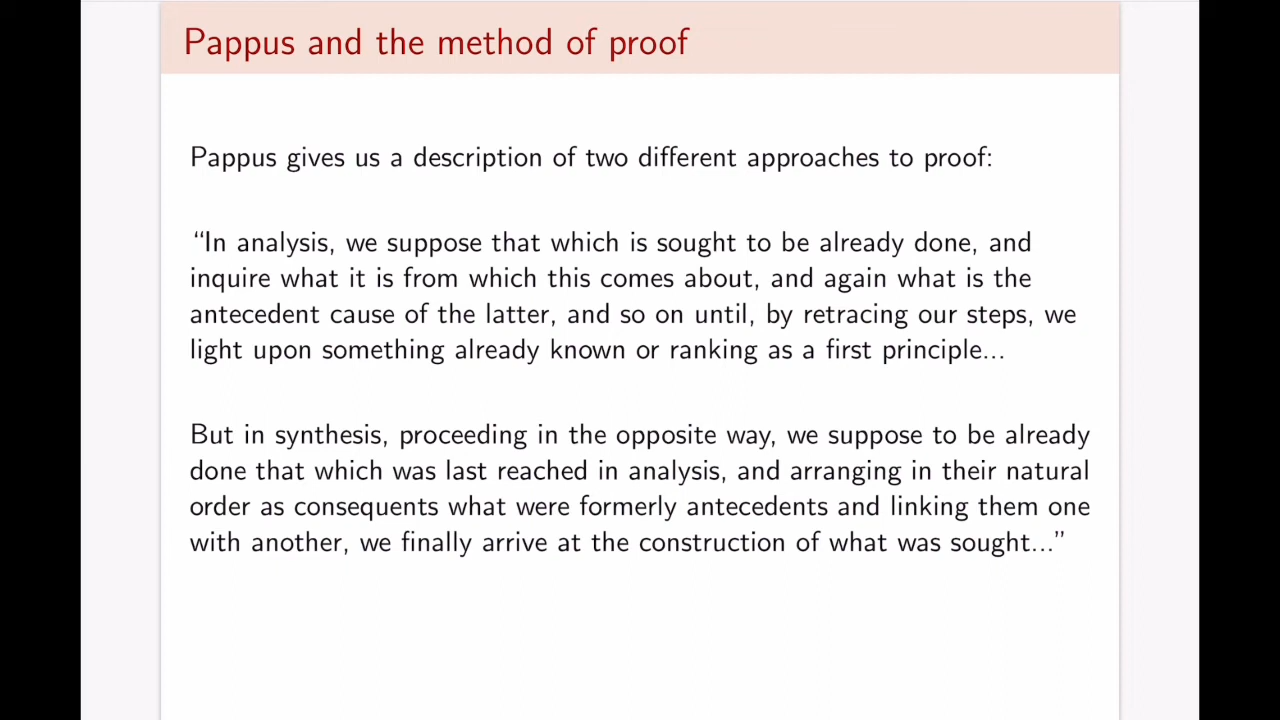 Pappus and the method of proof
Pappus gives us a description of two different approaches to proof:
“In analysis, we suppose that which is sought to be already done, and
inquire what it is from which this comes about, and again what is the
antecedent cause of the latter, and so on until, by retracing our steps, we
light upon something already known or ranking as a first principle...
But in synthesis, proceeding in the opposite way, we suppose to be already
done that which was last reached in analysis, and arranging in their natural
order as consequents what were formerly antecedents and linking them one
with another, we finally arrive at the construction of what was sought...”